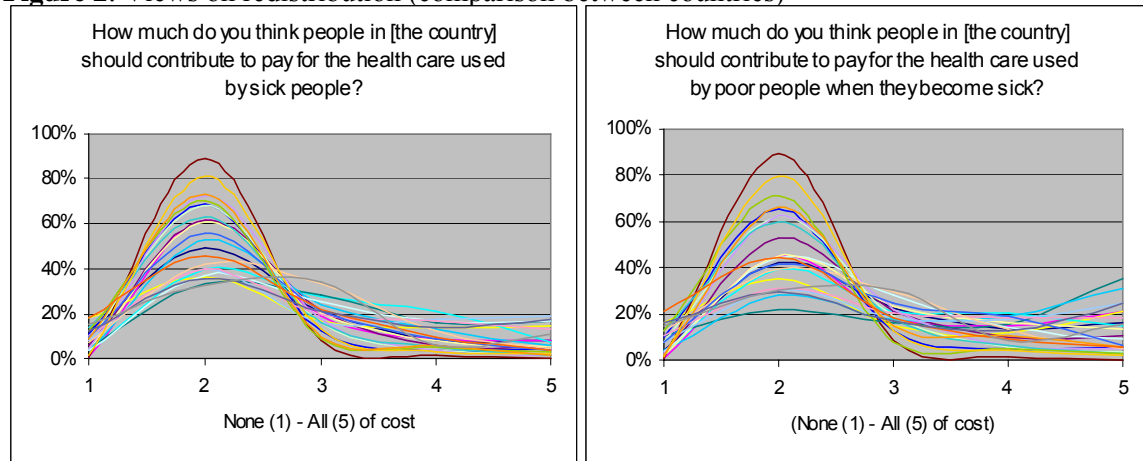 Figure 2: Views on redistribution (comparison between countries)
How much do you think people in [the country]
should contribute to pay for the health care used
by sick people?
100%
80%
60%
40%
20%
0%
1 2 3 4 5
None (1) - All (5) of cost
How much do you think people in [the country]
should contribute to pay for the health care used
by poor people when they become sick?
100%
80%
60%
40%
20%
0%
1 2 3 4 5
(None (1) - All (5) of cost)